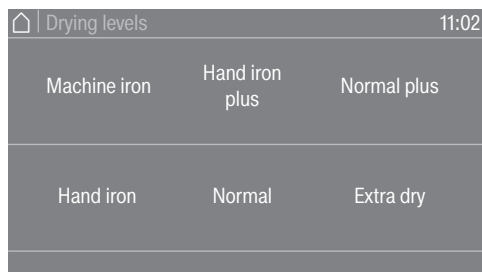 Drying levels 11:02
Machine iron
Hand iron
plus
Normal plus
Hand iron
Normal
Extra dry